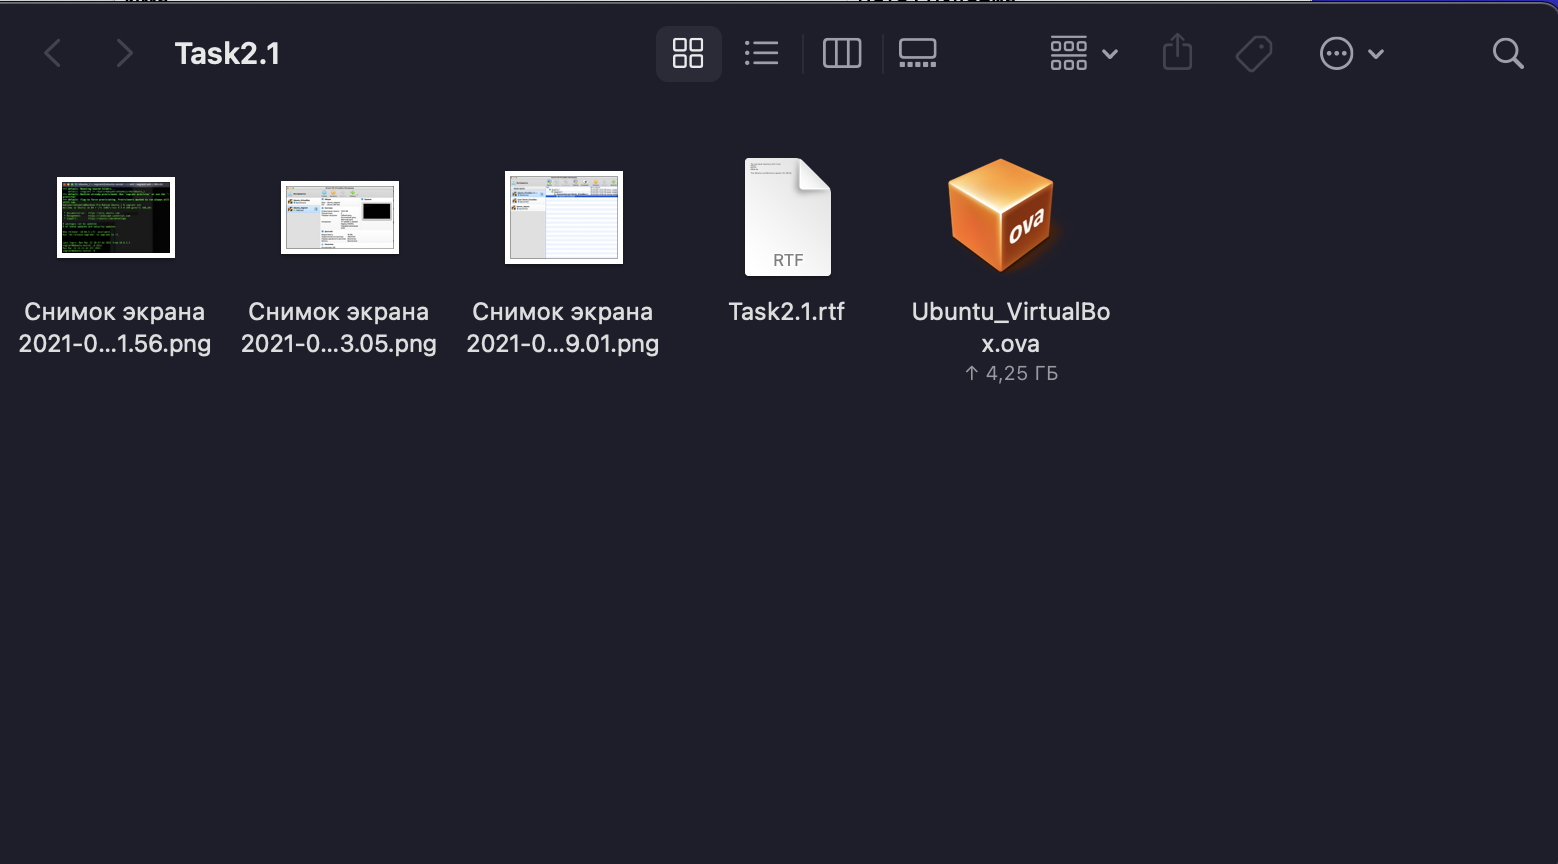 Task2.1
Снимок экрана
2021-0...1.56.png
Снимок экрана
2021-0...3.05.png
Снимок экрана
2021-0...9.01.png
RTF
Task2.1.rtf
ova
Ubuntu_VirtualBo
x.ova
↑ 4,25 ГБ